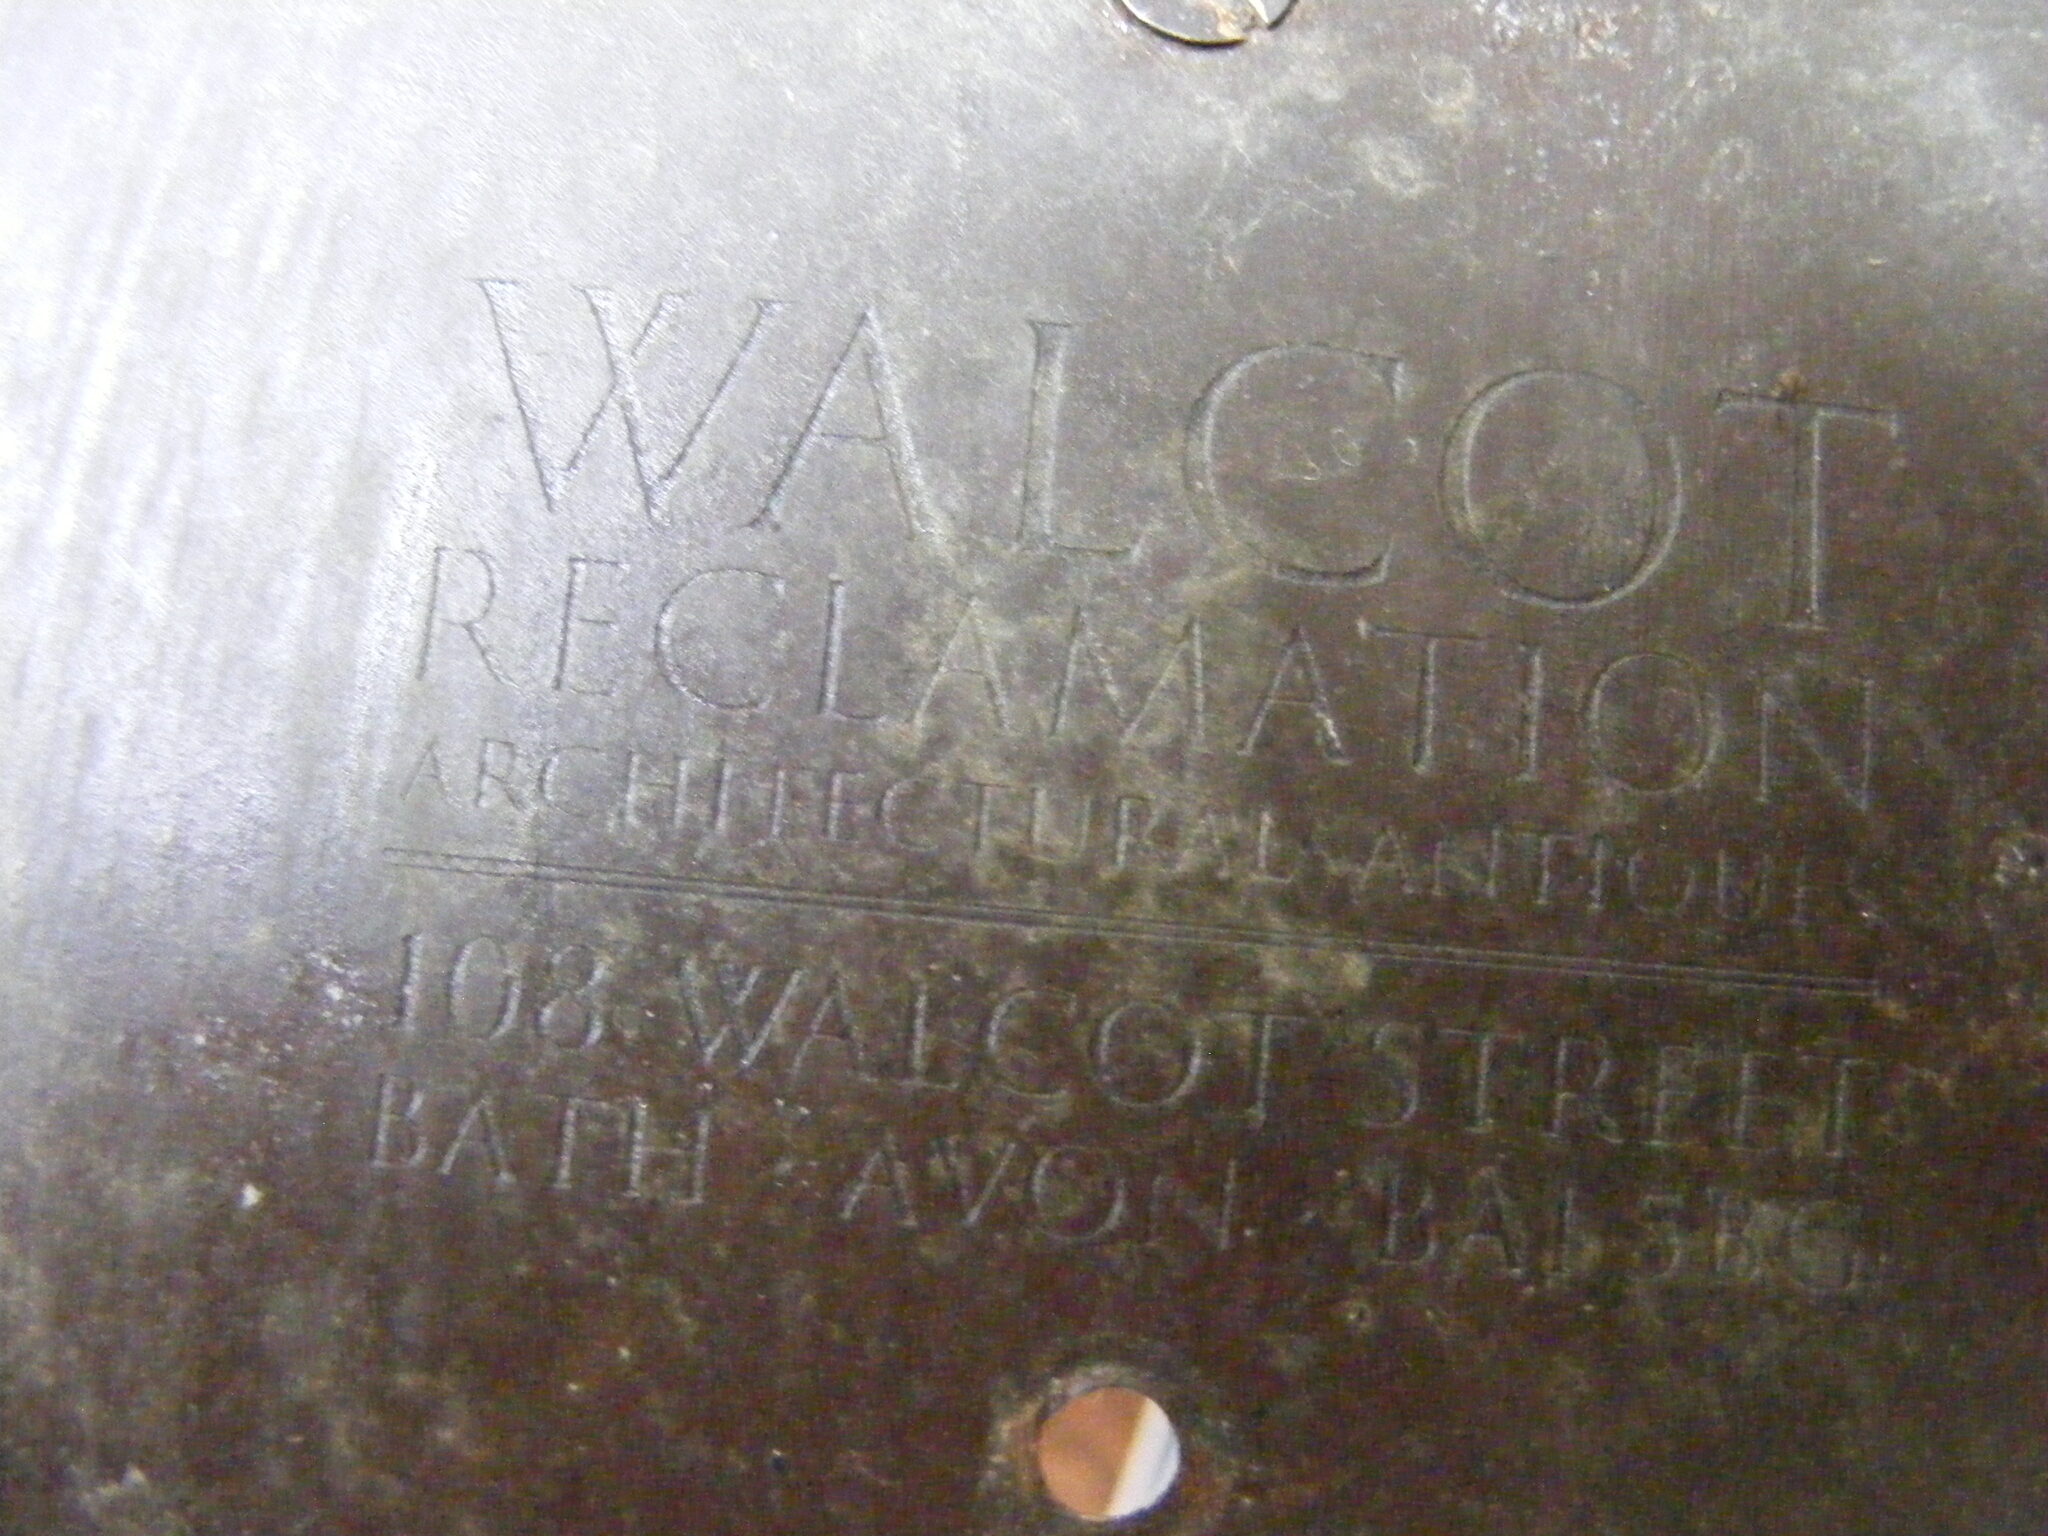 WALCOT
RECLAMATION
ARCHITECTURAL ANTIQUES
108 WALCOT STREET
BATH · AVON · BA1 5BG